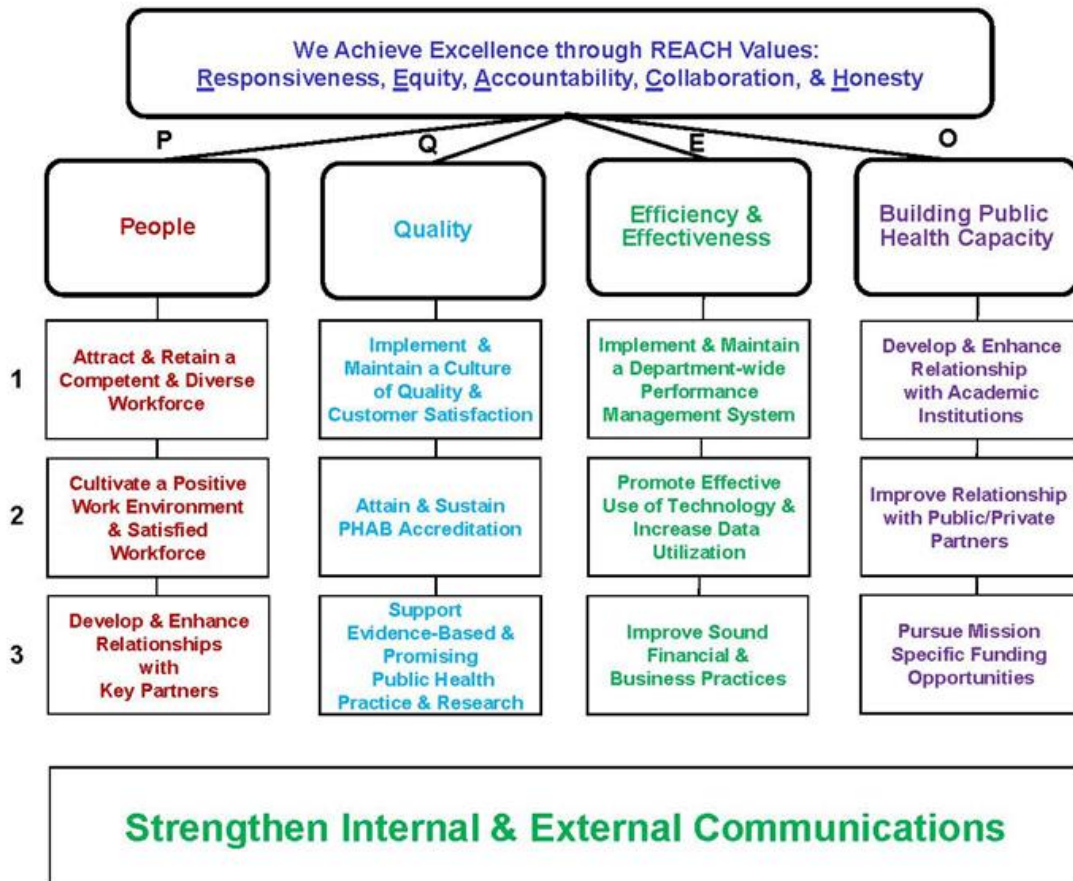 We Achieve Excellence through REACH Values:
Responsiveness, Equity, Accountability, Collaboration, & Honesty
P
Q
E
O
People
Quality
Efficiency &
Effectiveness
Building Public
Health Capacity
1
Attract & Retain a
Competent & Diverse
Workforce
Implement &
Maintain a Culture
of Quality &
Customer Satisfaction
Implement & Maintain
a Department-wide
Performance
Management System
Develop & Enhance
Relationship
with Academic
Institutions
2
Cultivate a Positive
Work Environment
& Satisfied
Workforce
Attain & Sustain
PHAB Accreditation
Promote Effective
Use of Technology &
Increase Data
Utilization
Improve Relationship
with Public/Private
Partners
3
Develop & Enhance
Relationships
with
Key Partners
Support
Evidence-Based &
Promising
Public Health
Practice & Research
Improve Sound
Financial &
Business Practices
Pursue Mission
Specific Funding
Opportunities
Strengthen Internal & External Communications